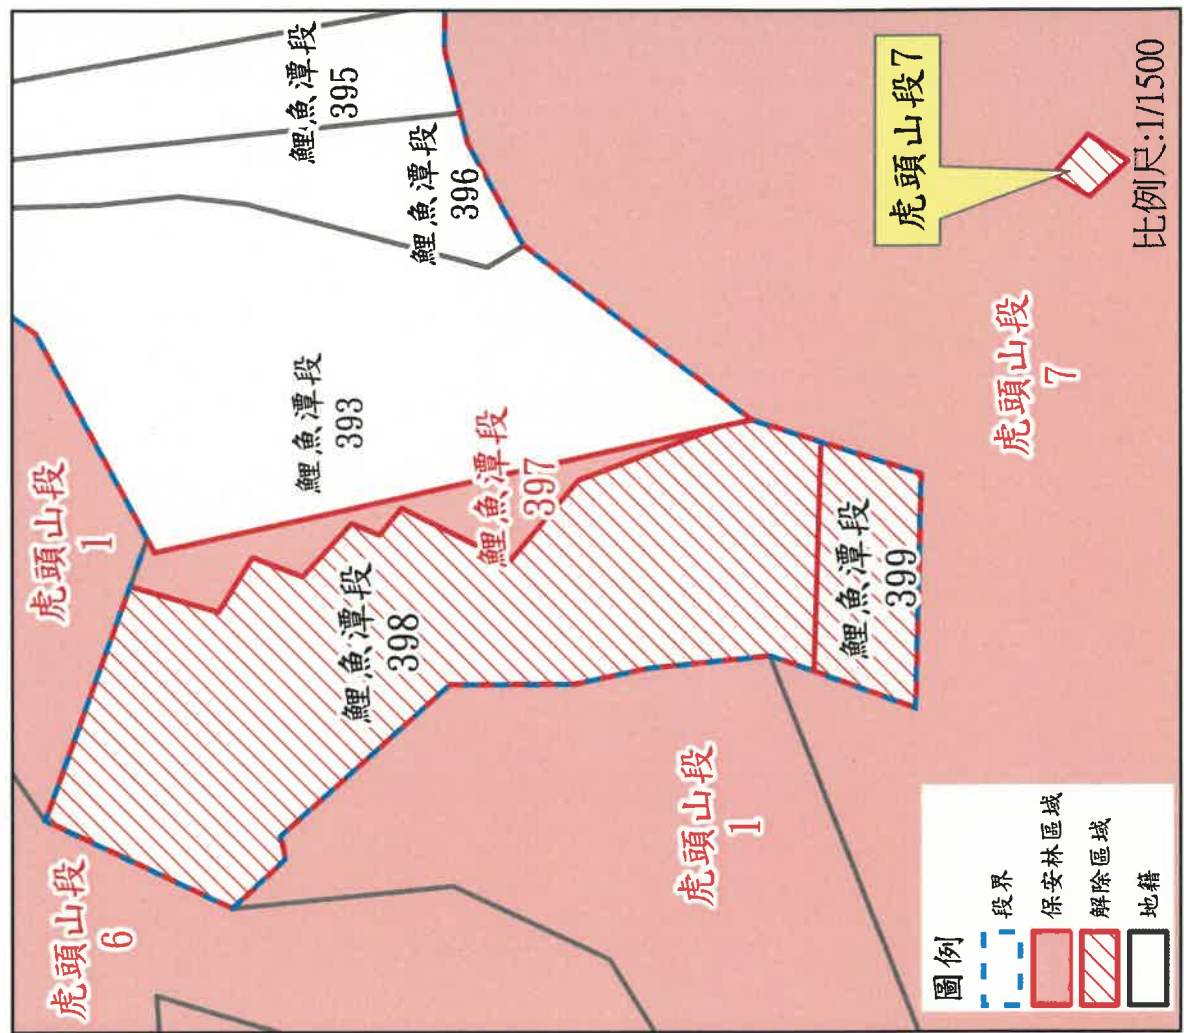 虎頭山段
6
虎頭山段
1
鯉魚潭段
393
鯉魚潭段
395
鯉魚潭段
396
鯉魚潭段
398
鯉魚潭段
397
鯉魚潭段
399
虎頭山段
1
虎頭山段
7
虎頭山段7
圖例
段界
保安林區域
解除區域
地籍
比例尺:1/1500